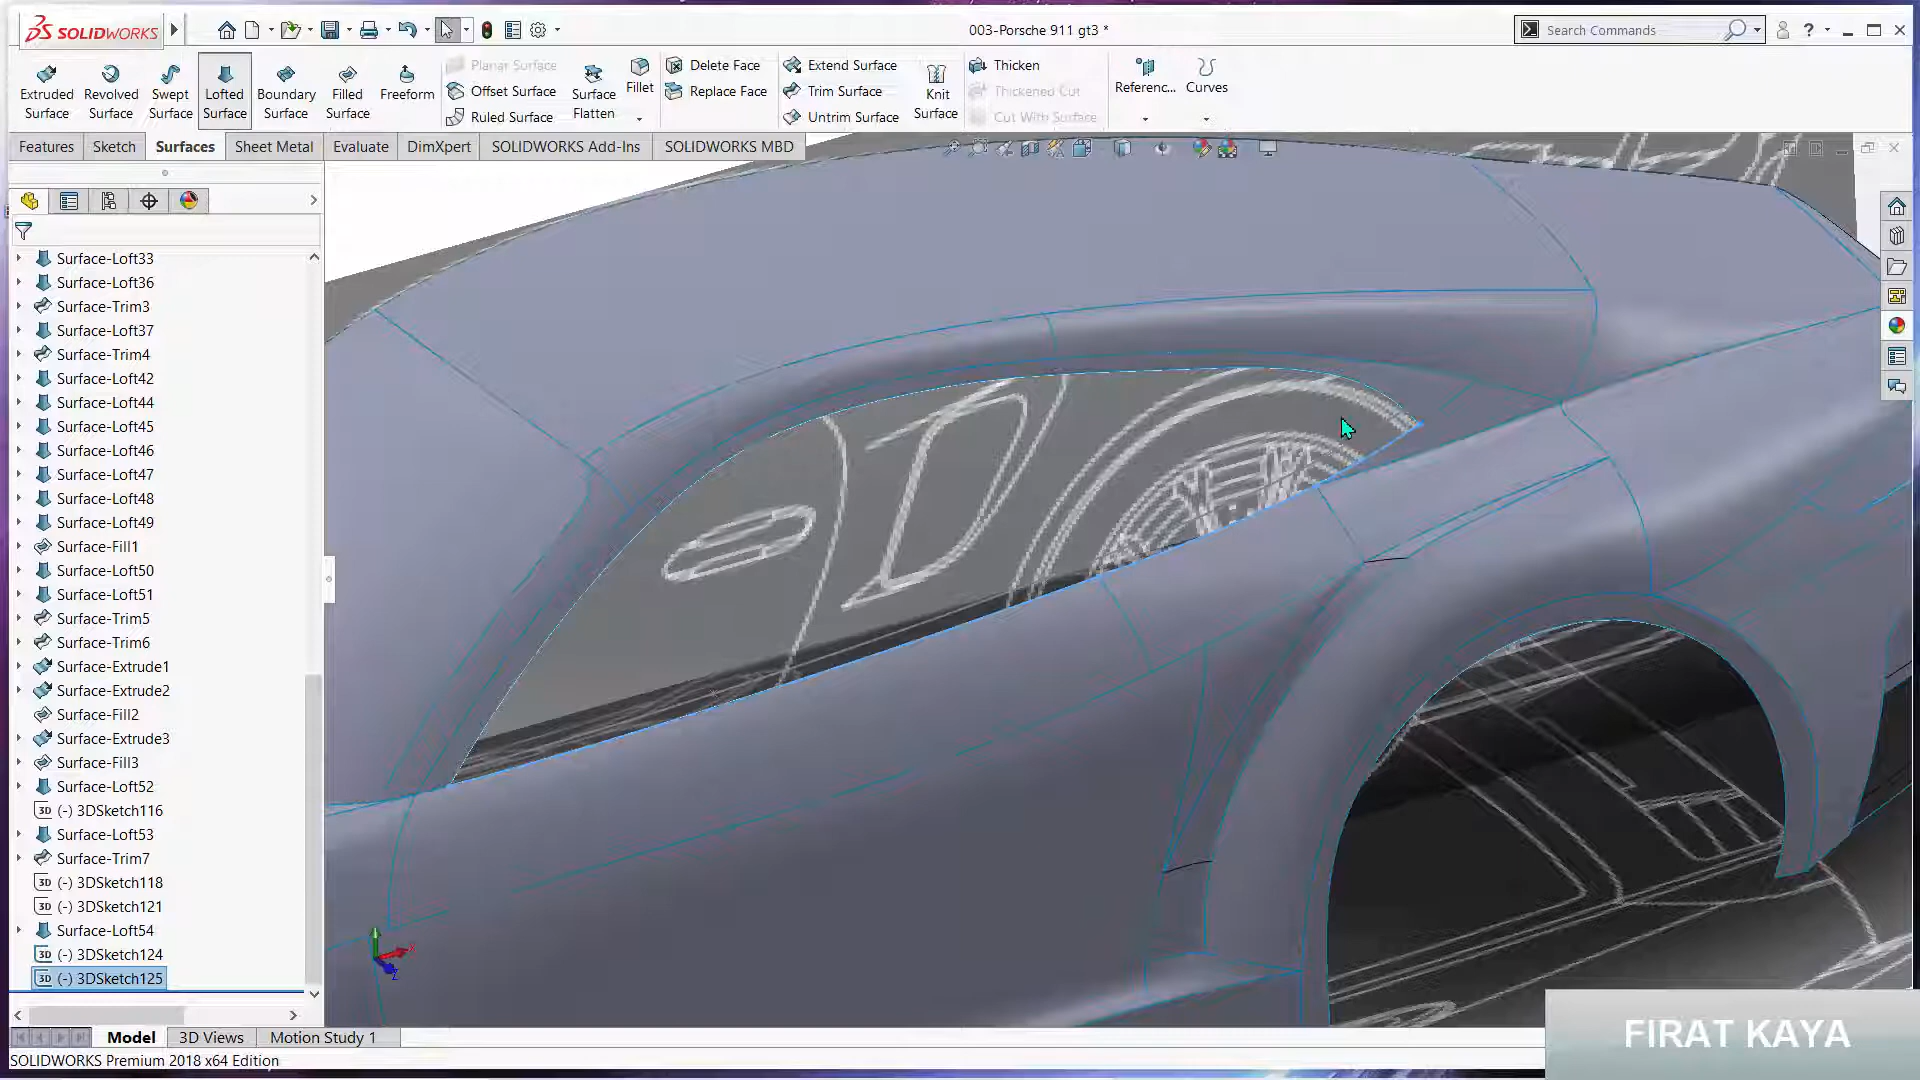 SOLIDWORKS
003-Porsche 911 gt3 *
Search Commands
?
Extruded Surface
Revolved Surface
Swept Surface
Lofted Surface
Boundary Surface
Filled Surface
Freeform
Planar Surface
Offset Surface
Ruled Surface
Surface Flatten
Fillet
Delete Face
Replace Face
Extend Surface
Trim Surface
Untrim Surface
Knit Surface
Thicken
Thickened Cut
Cut With Surface
Referenc...
Curves
Features
Sketch
Surfaces
Sheet Metal
Evaluate
DimXpert
SOLIDWORKS Add-Ins
SOLIDWORKS MBD
Surface-Loft33
Surface-Loft36
Surface-Trim3
Surface-Loft37
Surface-Trim4
Surface-Loft42
Surface-Loft44
Surface-Loft45
Surface-Loft46
Surface-Loft47
Surface-Loft48
Surface-Loft49
Surface-Fill1
Surface-Loft50
Surface-Loft51
Surface-Trim5
Surface-Trim6
Surface-Extrude1
Surface-Extrude2
Surface-Fill2
Surface-Extrude3
Surface-Fill3
Surface-Loft52
3D (-) 3DSketch116
Surface-Loft53
Surface-Trim7
3D (-) 3DSketch118
3D (-) 3DSketch121
Surface-Loft54
3D (-) 3DSketch124
3D (-) 3DSketch125
X
Z
Model
3D Views
Motion Study 1
SOLIDWORKS Premium 2018 x64 Edition
FIRAT KAYA